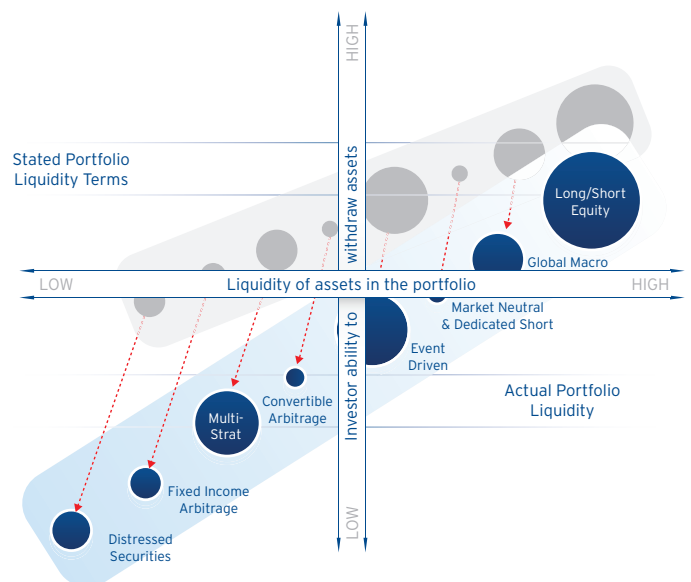 HIGH
Stated Portfolio
Liquidity Terms
Investor ability to withdraw assets
Long/Short
Equity
Global Macro
LOW
Liquidity of assets in the portfolio
HIGH
Market Neutral
& Dedicated Short
Event
Driven
Convertible
Arbitrage
Actual Portfolio
Liquidity
Multi-
Strat
Fixed Income
Arbitrage
LOW
Distressed
Securities